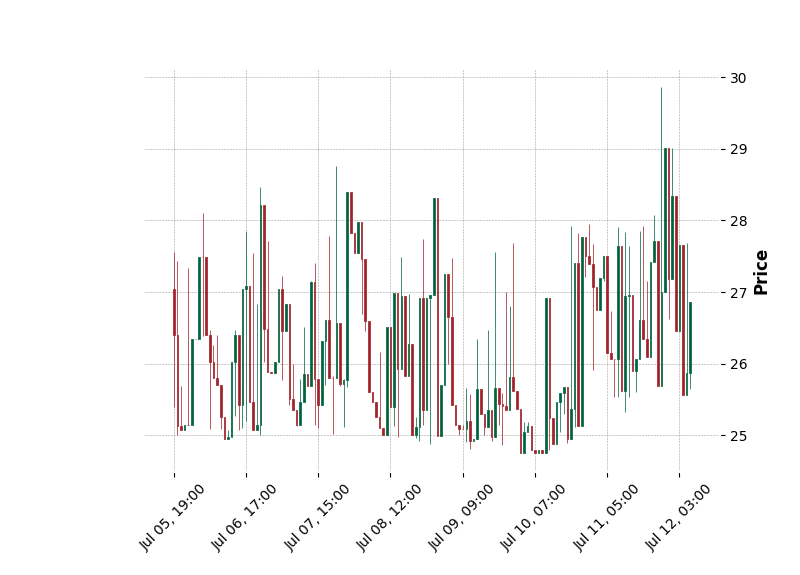 30
29
28
27
26
25
Price
Jul 05, 19:00
Jul 06, 17:00
Jul 07, 15:00
Jul 08, 12:00
Jul 09, 09:00
Jul 10, 07:00
Jul 11, 05:00
Jul 12, 03:00